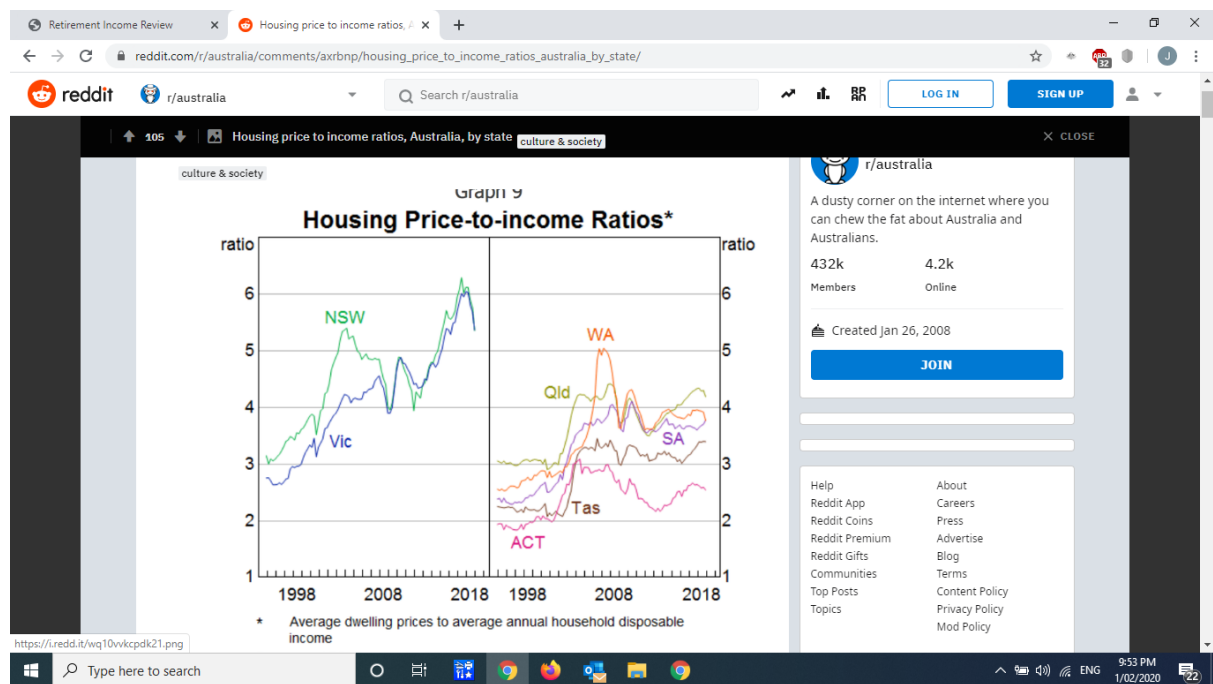 Retirement Income Review
Housing price to income ratios, A
reddit.com/r/australia/comments/axrbnp/housing_price_to_income_ratios_australia_by_state/
ABP
32
J
reddit
r/australia
Search r/australia
LOG IN
SIGN UP
105
Housing price to income ratios, Australia, by state
culture & society
CLOSE
culture & society
Graph 9
Housing Price-to-income Ratios*
ratio
ratio
6
6
5
5
4
4
3
3
2
2
1
1
NSW
Vic
WA
Qld
SA
Tas
ACT
1998 2008 2018 1998 2008 2018
* Average dwelling prices to average annual household disposable
income
r/australia
A dusty corner on the internet where you
can chew the fat about Australia and
Australians.
432k 4.2k
Members Online
Created Jan 26, 2008
JOIN
Help About
Reddit App Careers
Reddit Coins Press
Reddit Premium Advertise
Reddit Gifts Blog
Communities Terms
Top Posts Content Policy
Topics Privacy Policy
Mod Policy
https://i.redd.it/wq10vvkcpdk21.png
Type here to search
ENG
9:53 PM
1/02/2020
22